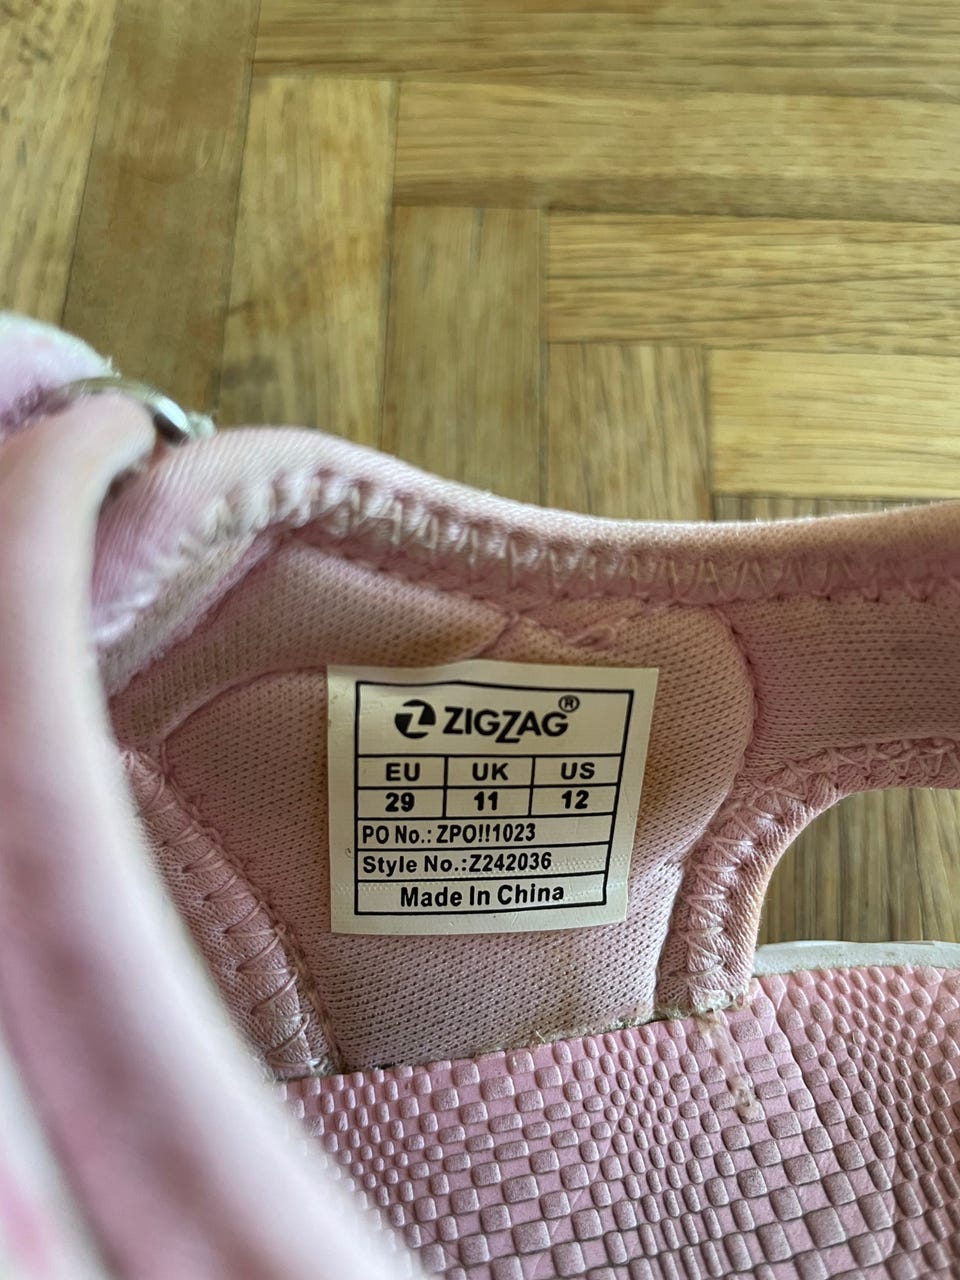 ZIGZAG®
EU UK US
29 11 12
PO No.: ZPO!!1023
Style No.:Z242036
Made In China